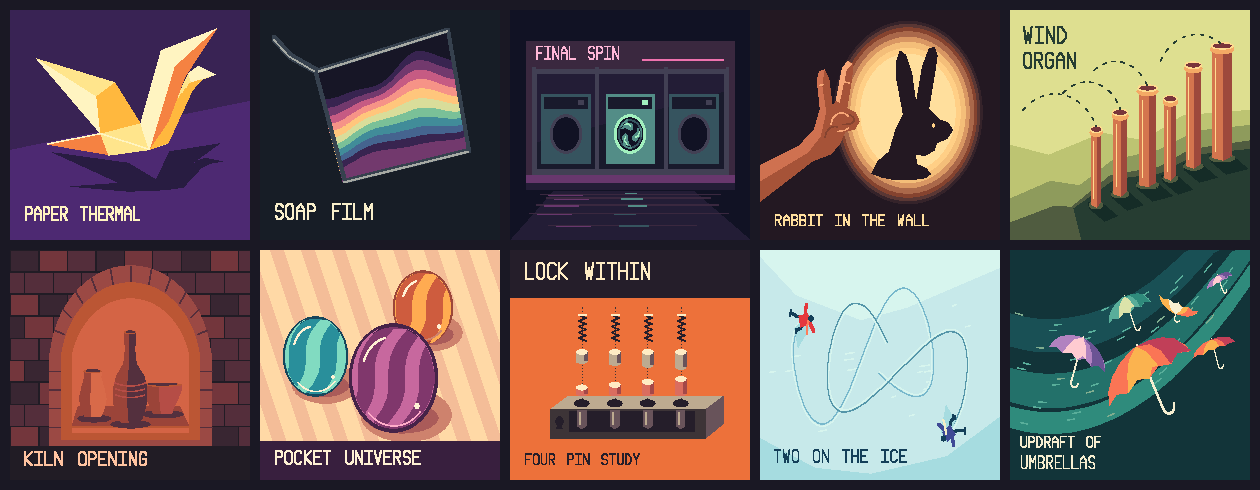 PAPER THERMAL
SOAP FILM
FINAL SPIN
RABBIT IN THE WALL
WIND
ORGAN
KILN OPENING
POCKET UNIVERSE
LOCK WITHIN
FOUR PIN STUDY
TWO ON THE ICE
UPDRAFT OF
UMBRELLAS